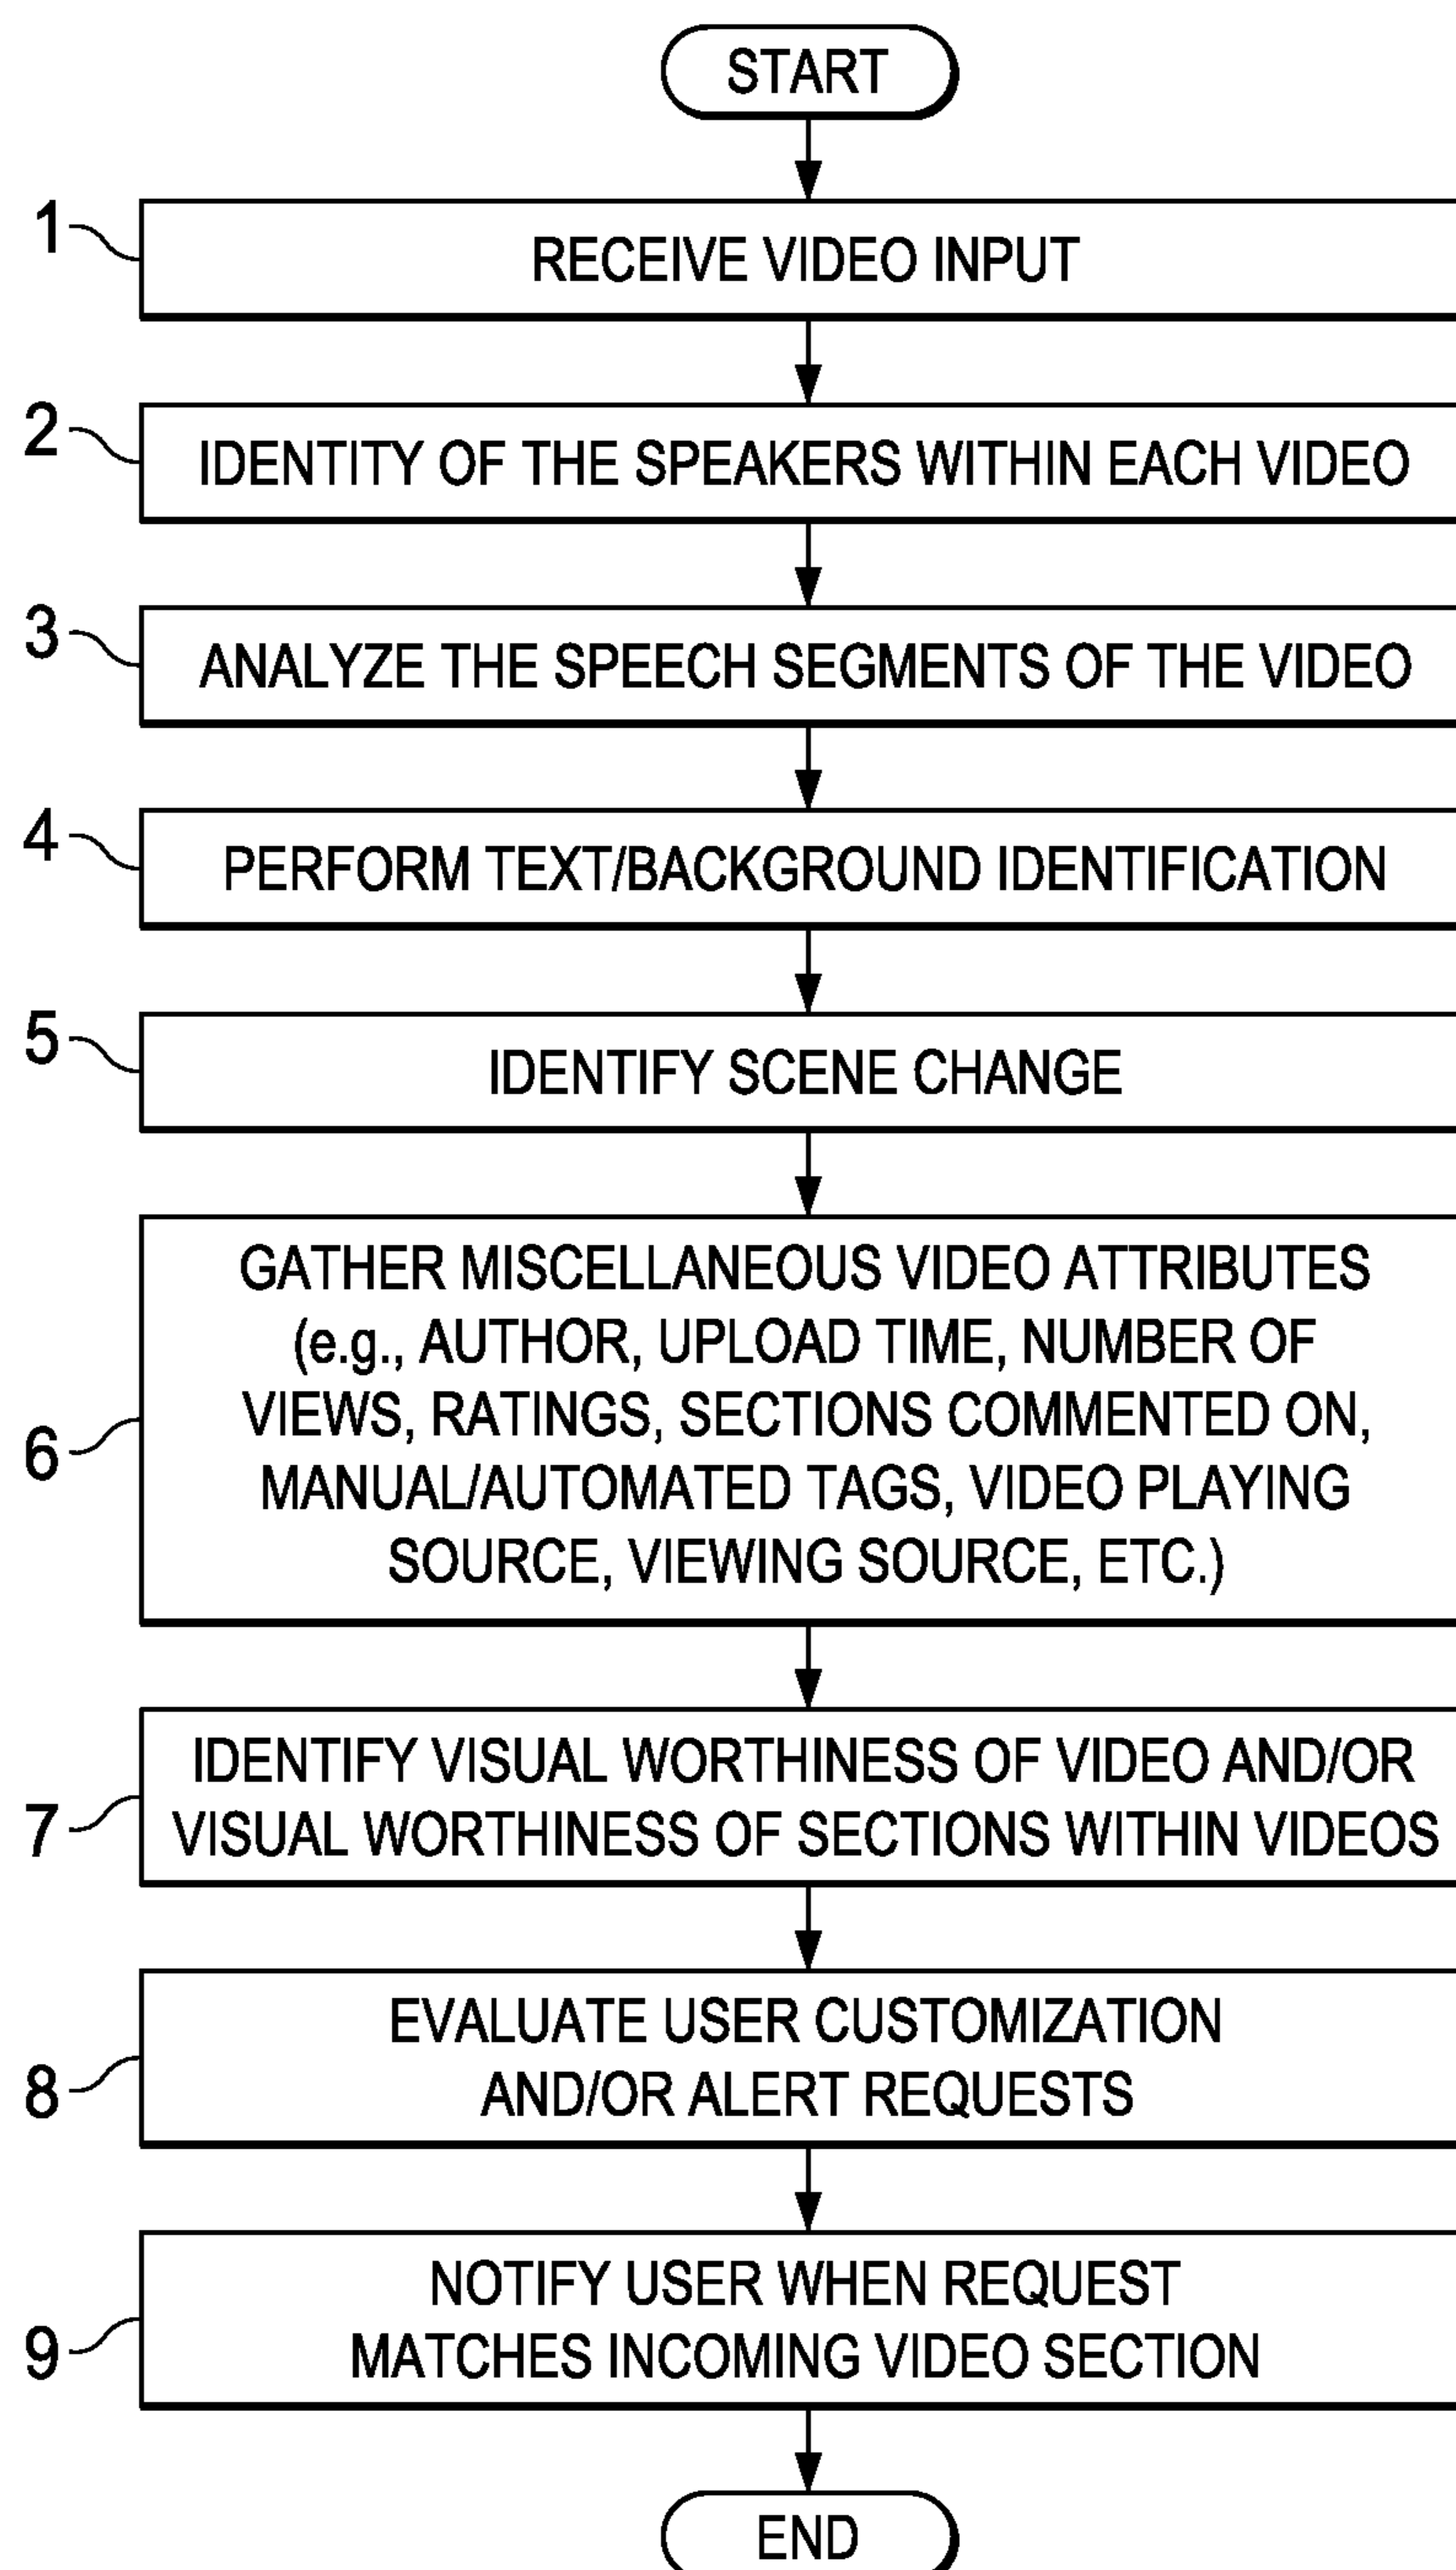 START
1
RECEIVE VIDEO INPUT
2
IDENTITY OF THE SPEAKERS WITHIN EACH VIDEO
3
ANALYZE THE SPEECH SEGMENTS OF THE VIDEO
4
PERFORM TEXT/BACKGROUND IDENTIFICATION
5
IDENTIFY SCENE CHANGE
6
GATHER MISCELLANEOUS VIDEO ATTRIBUTES
(e.g., AUTHOR, UPLOAD TIME, NUMBER OF
VIEWS, RATINGS, SECTIONS COMMENTED ON,
MANUAL/AUTOMATED TAGS, VIDEO PLAYING
SOURCE, VIEWING SOURCE, ETC.)
7
IDENTIFY VISUAL WORTHINESS OF VIDEO AND/OR
VISUAL WORTHINESS OF SECTIONS WITHIN VIDEOS
8
EVALUATE USER CUSTOMIZATION
AND/OR ALERT REQUESTS
9
NOTIFY USER WHEN REQUEST
MATCHES INCOMING VIDEO SECTION
END